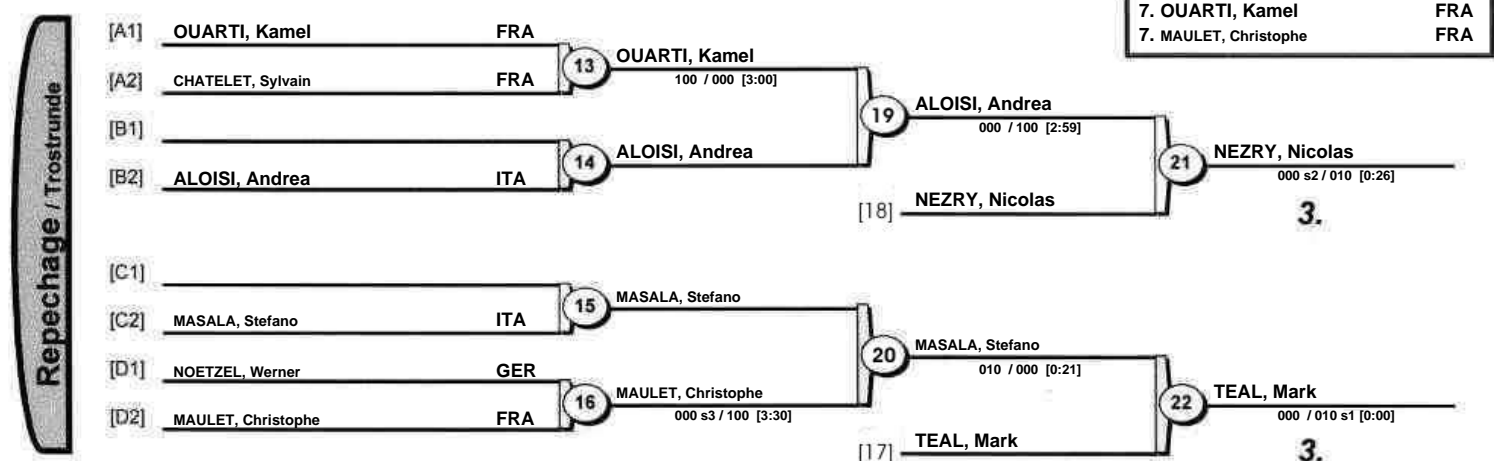 7. OUARTI, Kamel FRA
7. MAULET, Christophe FRA
Repechage / Trostrunde
[A1] OUARTI, Kamel FRA
[A2] CHATELET, Sylvain FRA
13 OUARTI, Kamel
100 / 000 [3:00]
[B1]
[B2] ALOISI, Andrea ITA
14 ALOISI, Andrea
19 ALOISI, Andrea
000 / 100 [2:59]
[18] NEZRY, Nicolas
21 NEZRY, Nicolas
000 s2 / 010 [0:26]
3.
[C1]
[C2] MASALA, Stefano ITA
15 MASALA, Stefano
[D1] NOETZEL, Werner GER
[D2] MAULET, Christophe FRA
16 MAULET, Christophe
000 s3 / 100 [3:30]
20 MASALA, Stefano
010 / 000 [0:21]
[17] TEAL, Mark
22 TEAL, Mark
000 / 010 s1 [0:00]
3.